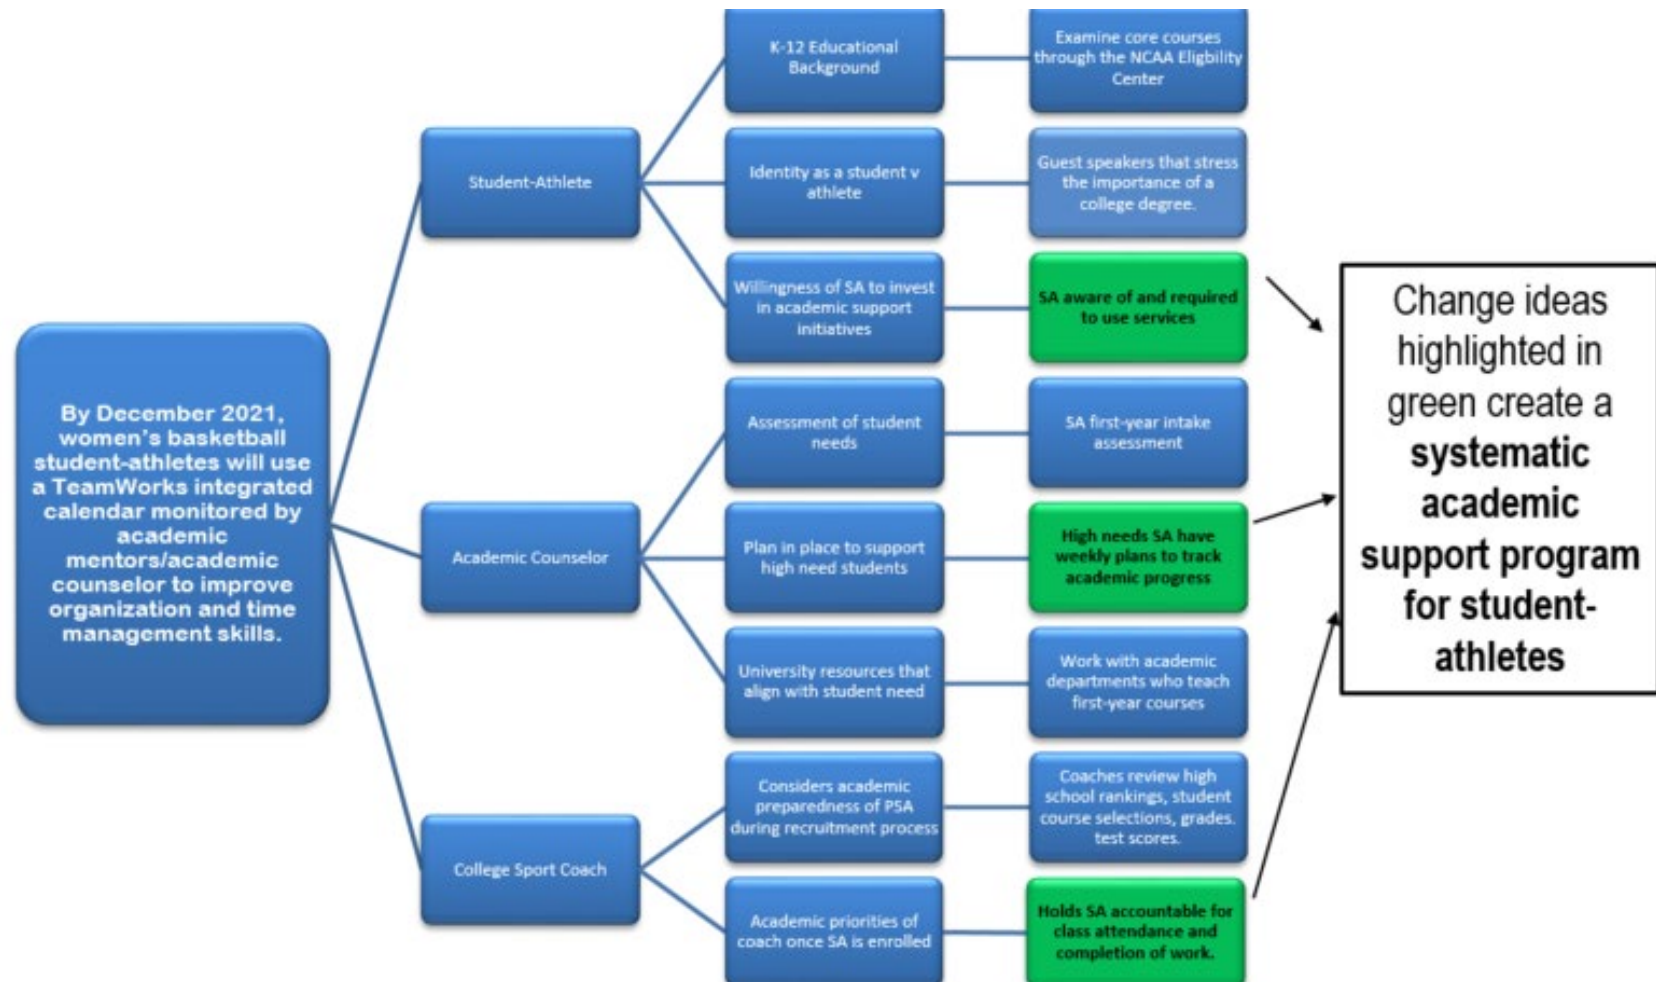 By December 2021,
women's basketball
student-athletes will use
a TeamWorks integrated
calendar monitored by
academic
mentors/academic
counselor to improve
organization and time
management skills.
Student-Athlete
Academic Counselor
College Sport Coach
K-12 Educational
Background
Identity as a student v
athlete
Willingness of SA to invest
in academic support
initiatives
Assessment of student
needs
Plan in place to support
high need students
University resources that
align with student need
Considers academic
preparedness of PSA
during recruitment process
Academic priorities of
coach once SA is enrolled
Examine core courses
through the NCAA Eligbility
Center
Guest speakers that stress
the importance of a
college degree.
SA aware of and required
to use services
SA first-year intake
assessment
High needs SA have
weekly plans to track
academic progress
Work with academic
departments who teach
first-year courses
Coaches review high
school rankings, student
course selections, grades.
test scores.
Holds SA accountable for
class attendance and
completion of work.
Change ideas
highlighted in
green create a
systematic
academic
support program
for student-
athletes